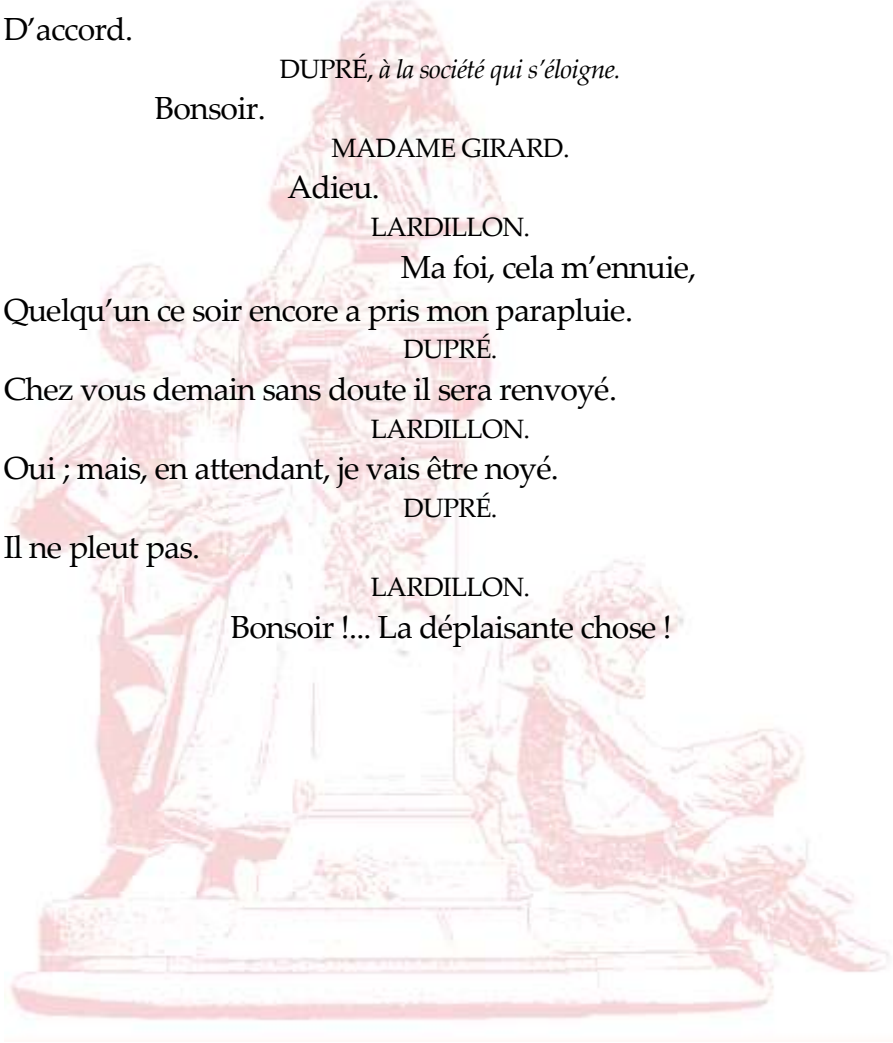 D’accord.
DUPRÉ, à la société qui s’éloigne.
Bonsoir.
MADAME GIRARD.
Adieu.
LARDILLON.
Ma foi, cela m’ennuie,
Quelqu’un ce soir encore a pris mon parapluie.
DUPRÉ.
Chez vous demain sans doute il sera renvoyé.
LARDILLON.
Oui ; mais, en attendant, je vais être noyé.
DUPRÉ.
Il ne pleut pas.
LARDILLON.
Bonsoir !... La déplaisante chose !